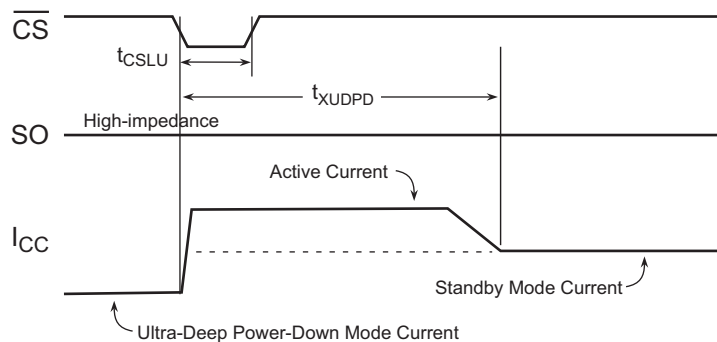 CS
tCSLU
tXUDPD
High-impedance
SO
Active Current
ICC
Standby Mode Current
Ultra-Deep Power-Down Mode Current